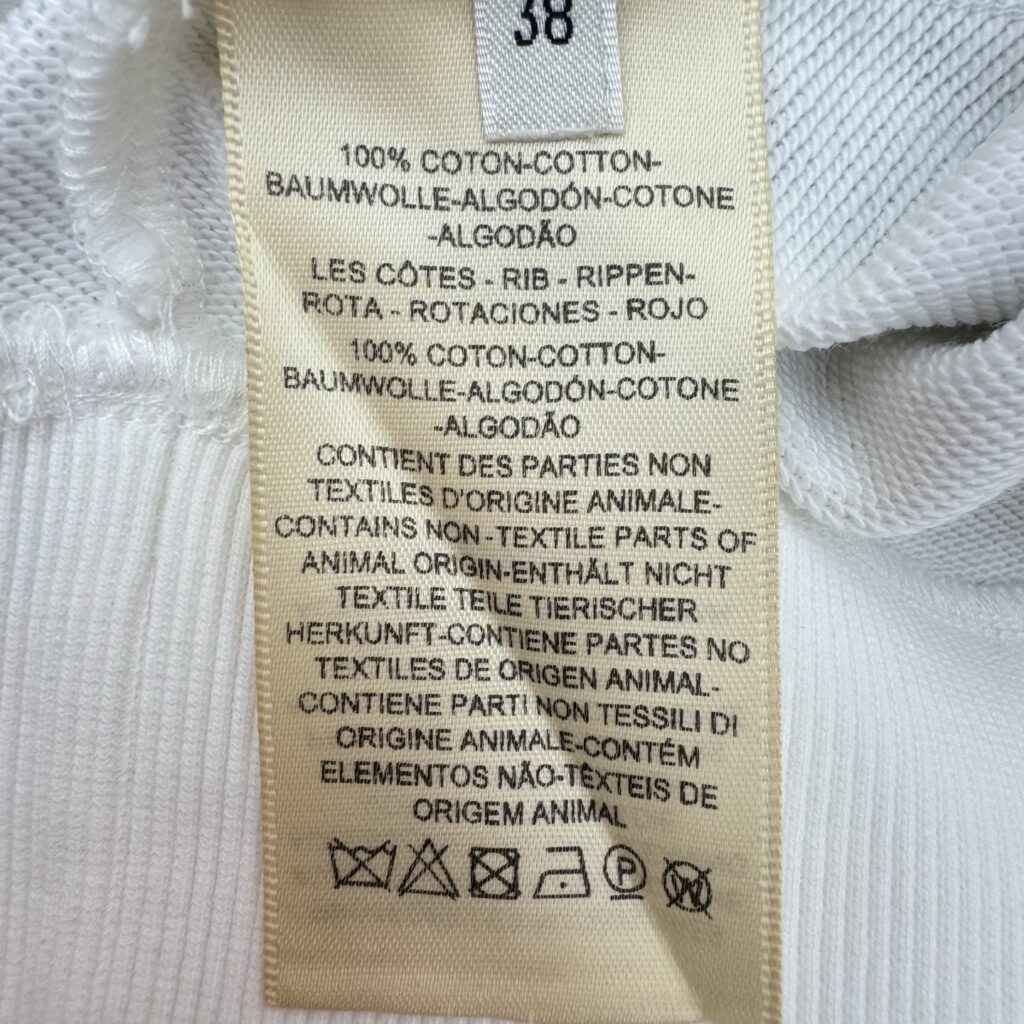 38
100% COTON-COTTON-
BAUMWOLLE-ALGODÓN-COTONE
-ALGODÃO
LES CÔTES - RIB - RIPPEN-
ROTA - ROTACIONES - ROJO
100% COTON-COTTON-
BAUMWOLLE-ALGODÓN-COTONE
-ALGODÃO
CONTIENT DES PARTIES NON
TEXTILES D'ORIGINE ANIMALE-
CONTAINS NON-TEXTILE PARTS OF
ANIMAL ORIGIN-ENTHÄLT NICHT
TEXTILE TEILE TIERISCHER
HERKUNFT-CONTIENE PARTES NO
TEXTILES DE ORIGEN ANIMAL-
CONTIENE PARTI NON TESSILI DI
ORIGINE ANIMALE-CONTÉM
ELEMENTOS NÃO-TÊXTEIS DE
ORIGEM ANIMAL
P W